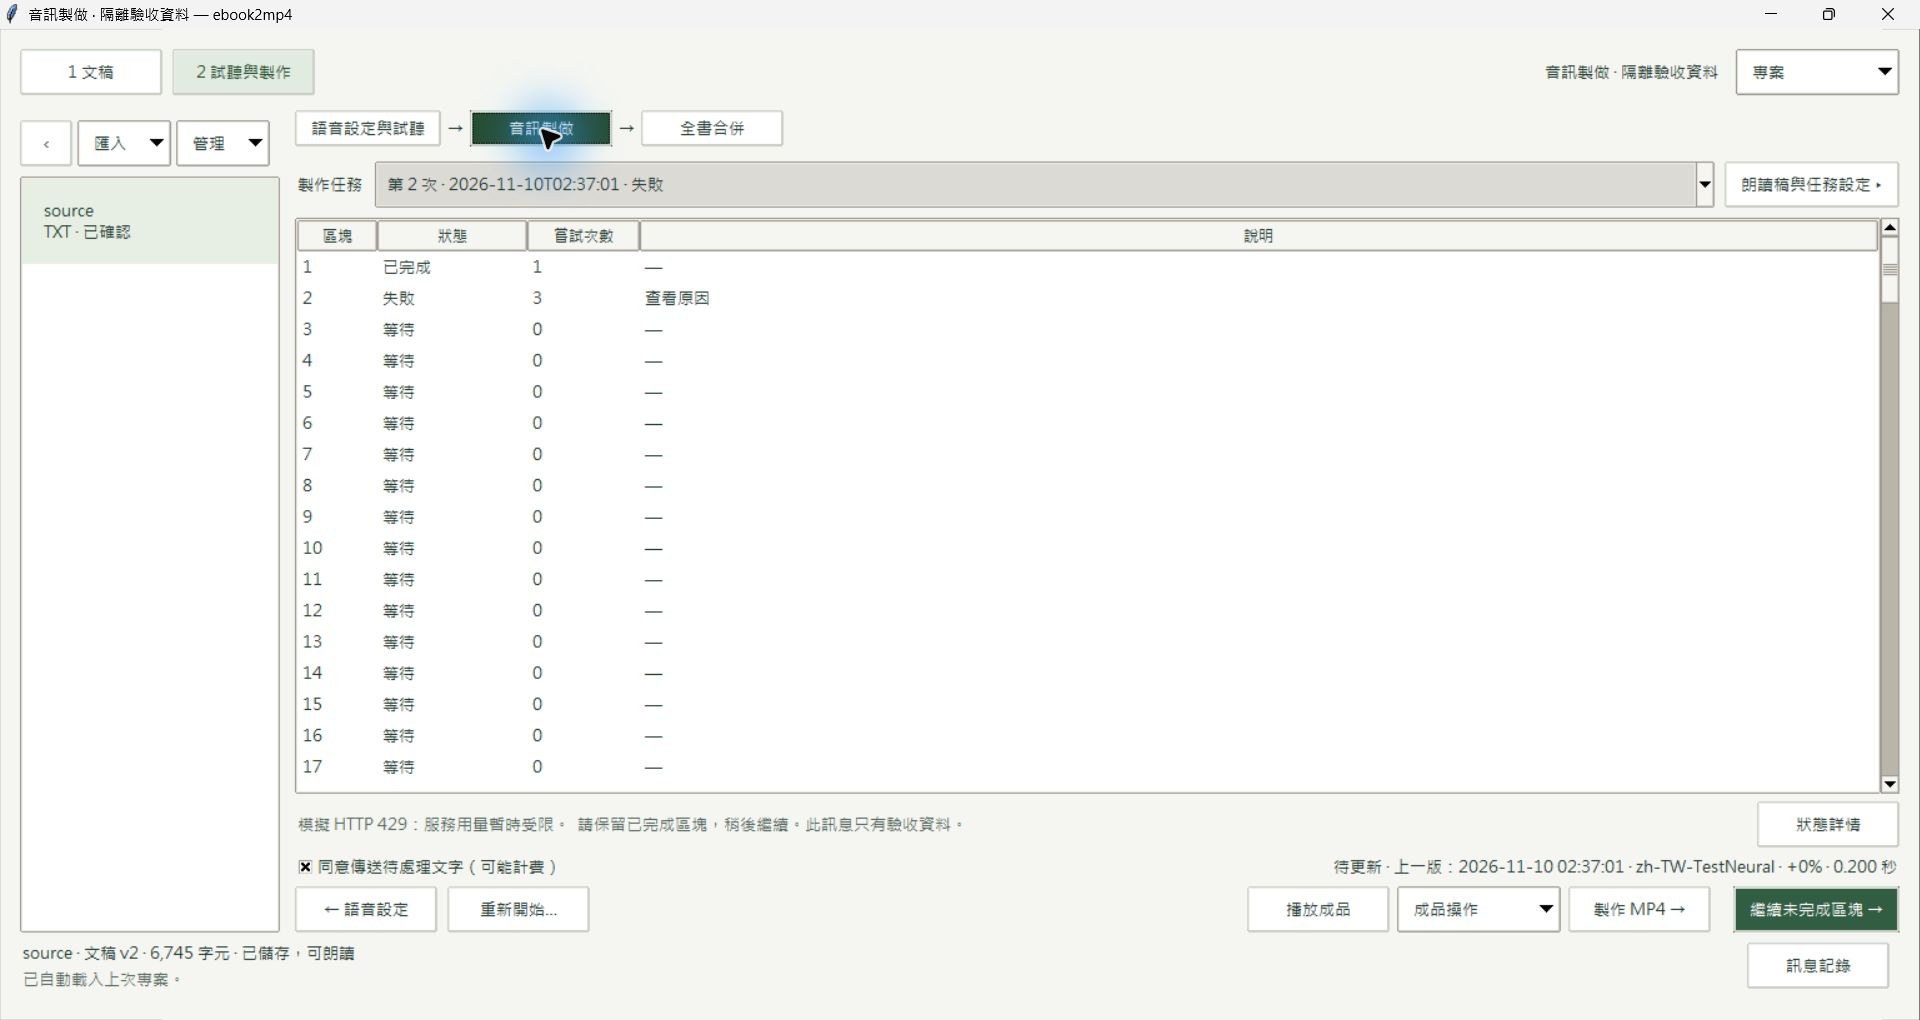 音訊製做 · 隔離驗收資料 — ebook2mp4
1 文稿
2 試聽與製作
音訊製做 · 隔離驗收資料
專案
‹
匯入
管理
語音設定與試聽
→
音訊製做
→
全書合併
source
TXT · 已確認
製作任務
第 2 次 · 2026-11-10T02:37:01 · 失敗
朗讀稿與任務設定 ▸
區塊 狀態 嘗試次數 說明
1 已完成 1 —
2 失敗 3 查看原因
3 等待 0 —
4 等待 0 —
5 等待 0 —
6 等待 0 —
7 等待 0 —
8 等待 0 —
9 等待 0 —
10 等待 0 —
11 等待 0 —
12 等待 0 —
13 等待 0 —
14 等待 0 —
15 等待 0 —
16 等待 0 —
17 等待 0 —
模擬 HTTP 429：服務用量暫時受限。 請保留已完成區塊，稍後繼續。此訊息只有驗收資料。
狀態詳情
同意傳送待處理文字（可能計費）
待更新 · 上一版：2026-11-10 02:37:01 · zh-TW-TestNeural · +0% · 0.200 秒
← 語音設定
重新開始...
播放成品
成品操作
製作 MP4 →
繼續未完成區塊 →
source · 文稿 v2 · 6,745 字元 · 已儲存，可朗讀
已自動載入上次專案。
訊息記錄